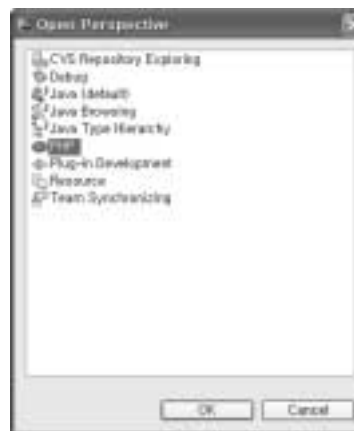 Open Perspective
CVS Repository Exploring
Debug
Java (default)
Java Browsing
Java Type Hierarchy
PHP
Plug-in Development
Resource
Team Synchronizing
OK
Cancel